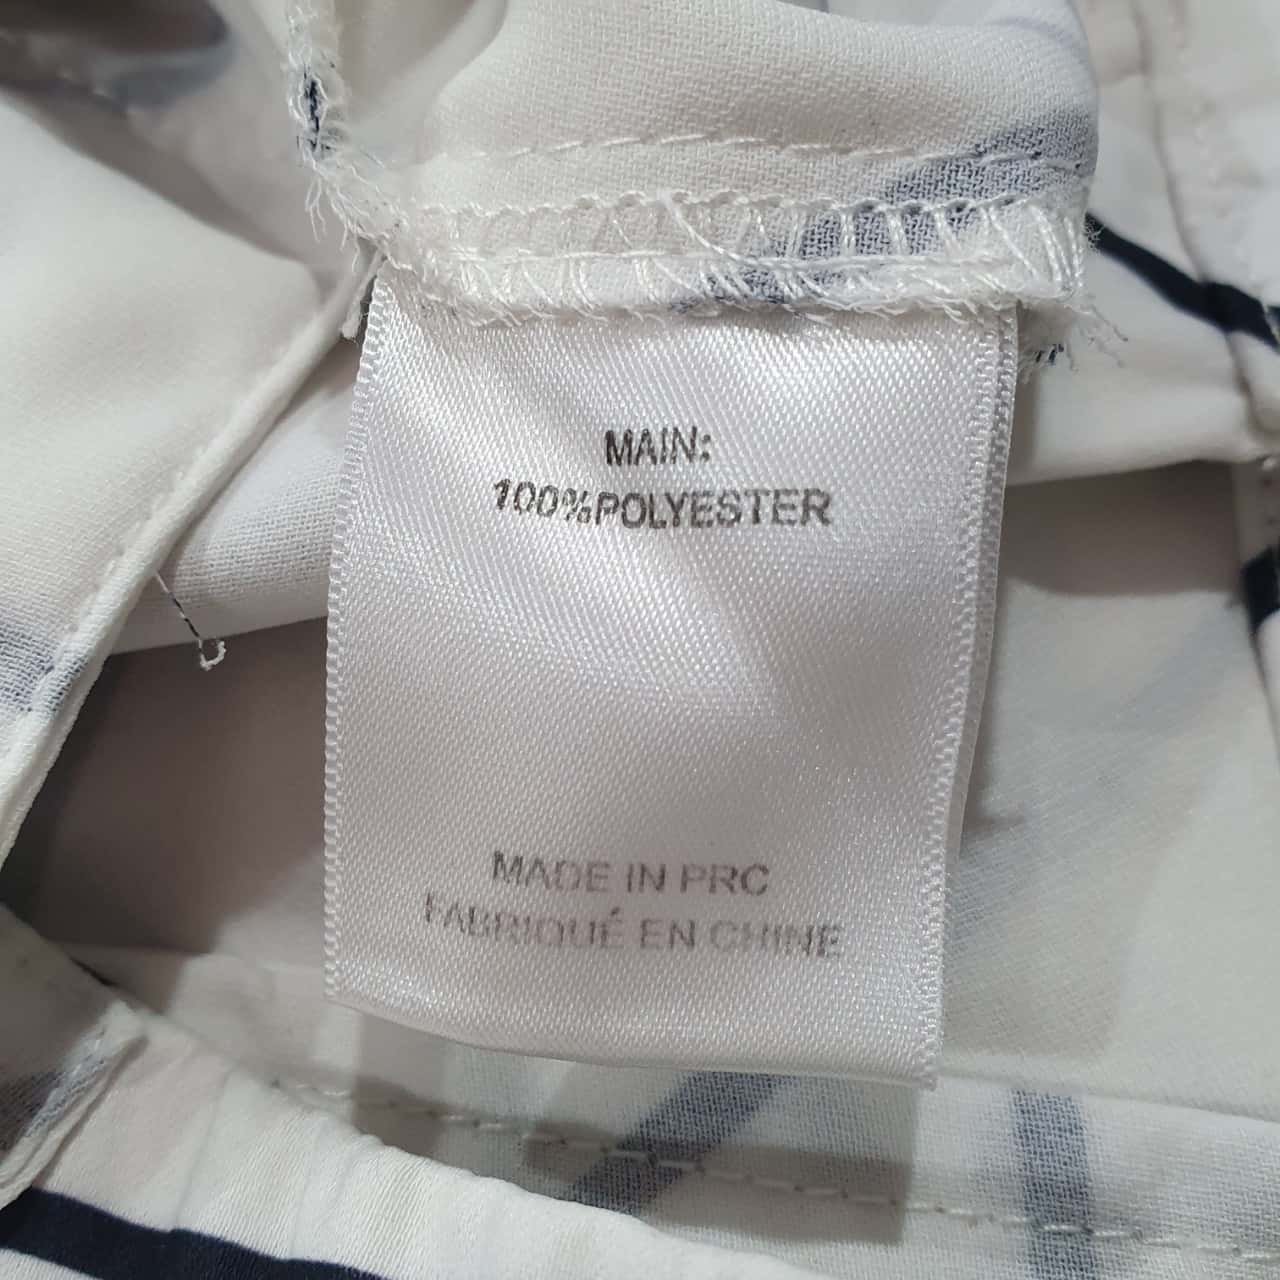 MAIN:
100%POLYESTER
MADE IN PRC
FABRIQUÉ EN CHINE